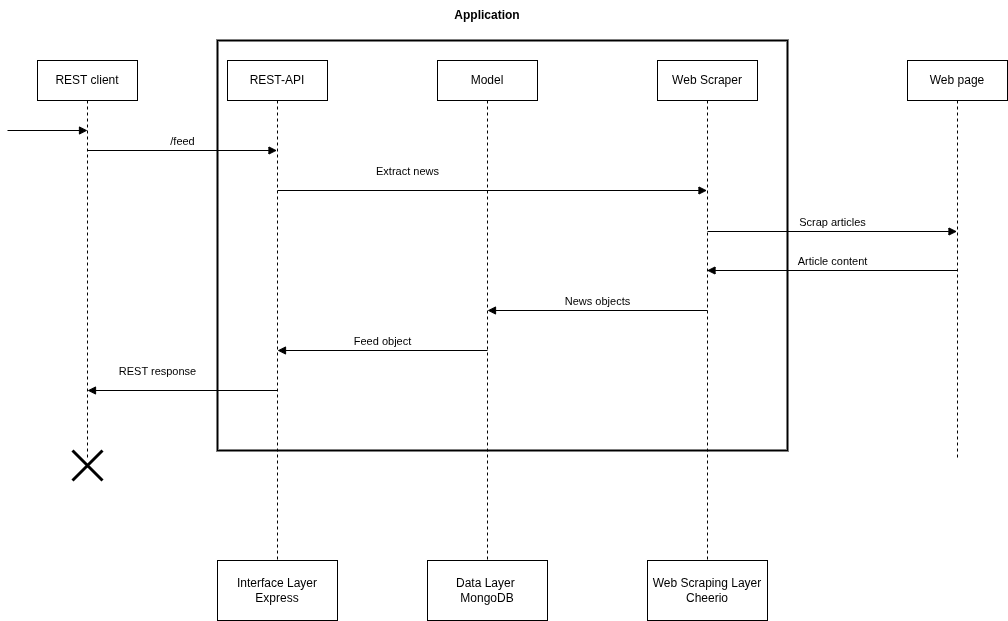 Application
REST client
REST-API
Model
Web Scraper
Web page
/feed
Extract news
Scrap articles
Article content
News objects
Feed object
REST response
Interface Layer
Express
Data Layer
MongoDB
Web Scraping Layer
Cheerio